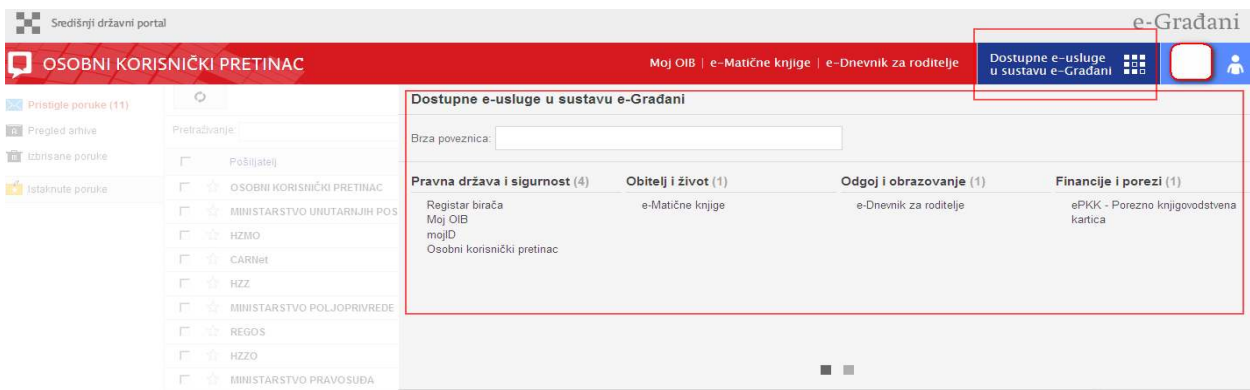 Središnji državni portal
e-Građani
OSOBNI KORISNIČKI PRETINAC
Moj OIB | e-Matične knjige | e-Dnevnik za roditelje
Dostupne e-usluge
u sustavu e-Građani
Pristigle poruke (11)
Pregled arhive
Izbrisane poruke
Istaknute poruke
Pretraživanje:
Pošiljatelj
OSOBNI KORISNIČKI PRETINAC
MINISTARSTVO UNUTARNJIH POS
HZMO
CARNet
HZZ
MINISTARSTVO POLJOPRIVREDE
REGOS
HZZO
MINISTARSTVO PRAVOSUĐA
Dostupne e-usluge u sustavu e-Građani
Brza poveznica:
Pravna država i sigurnost (4)
Registar birača
Moj OIB
mojID
Osobni korisnički pretinac
Obitelj i život (1)
e-Matične knjige
Odgoj i obrazovanje (1)
e-Dnevnik za roditelje
Financije i porezi (1)
ePKK - Porezno knjigovodstvena
kartica